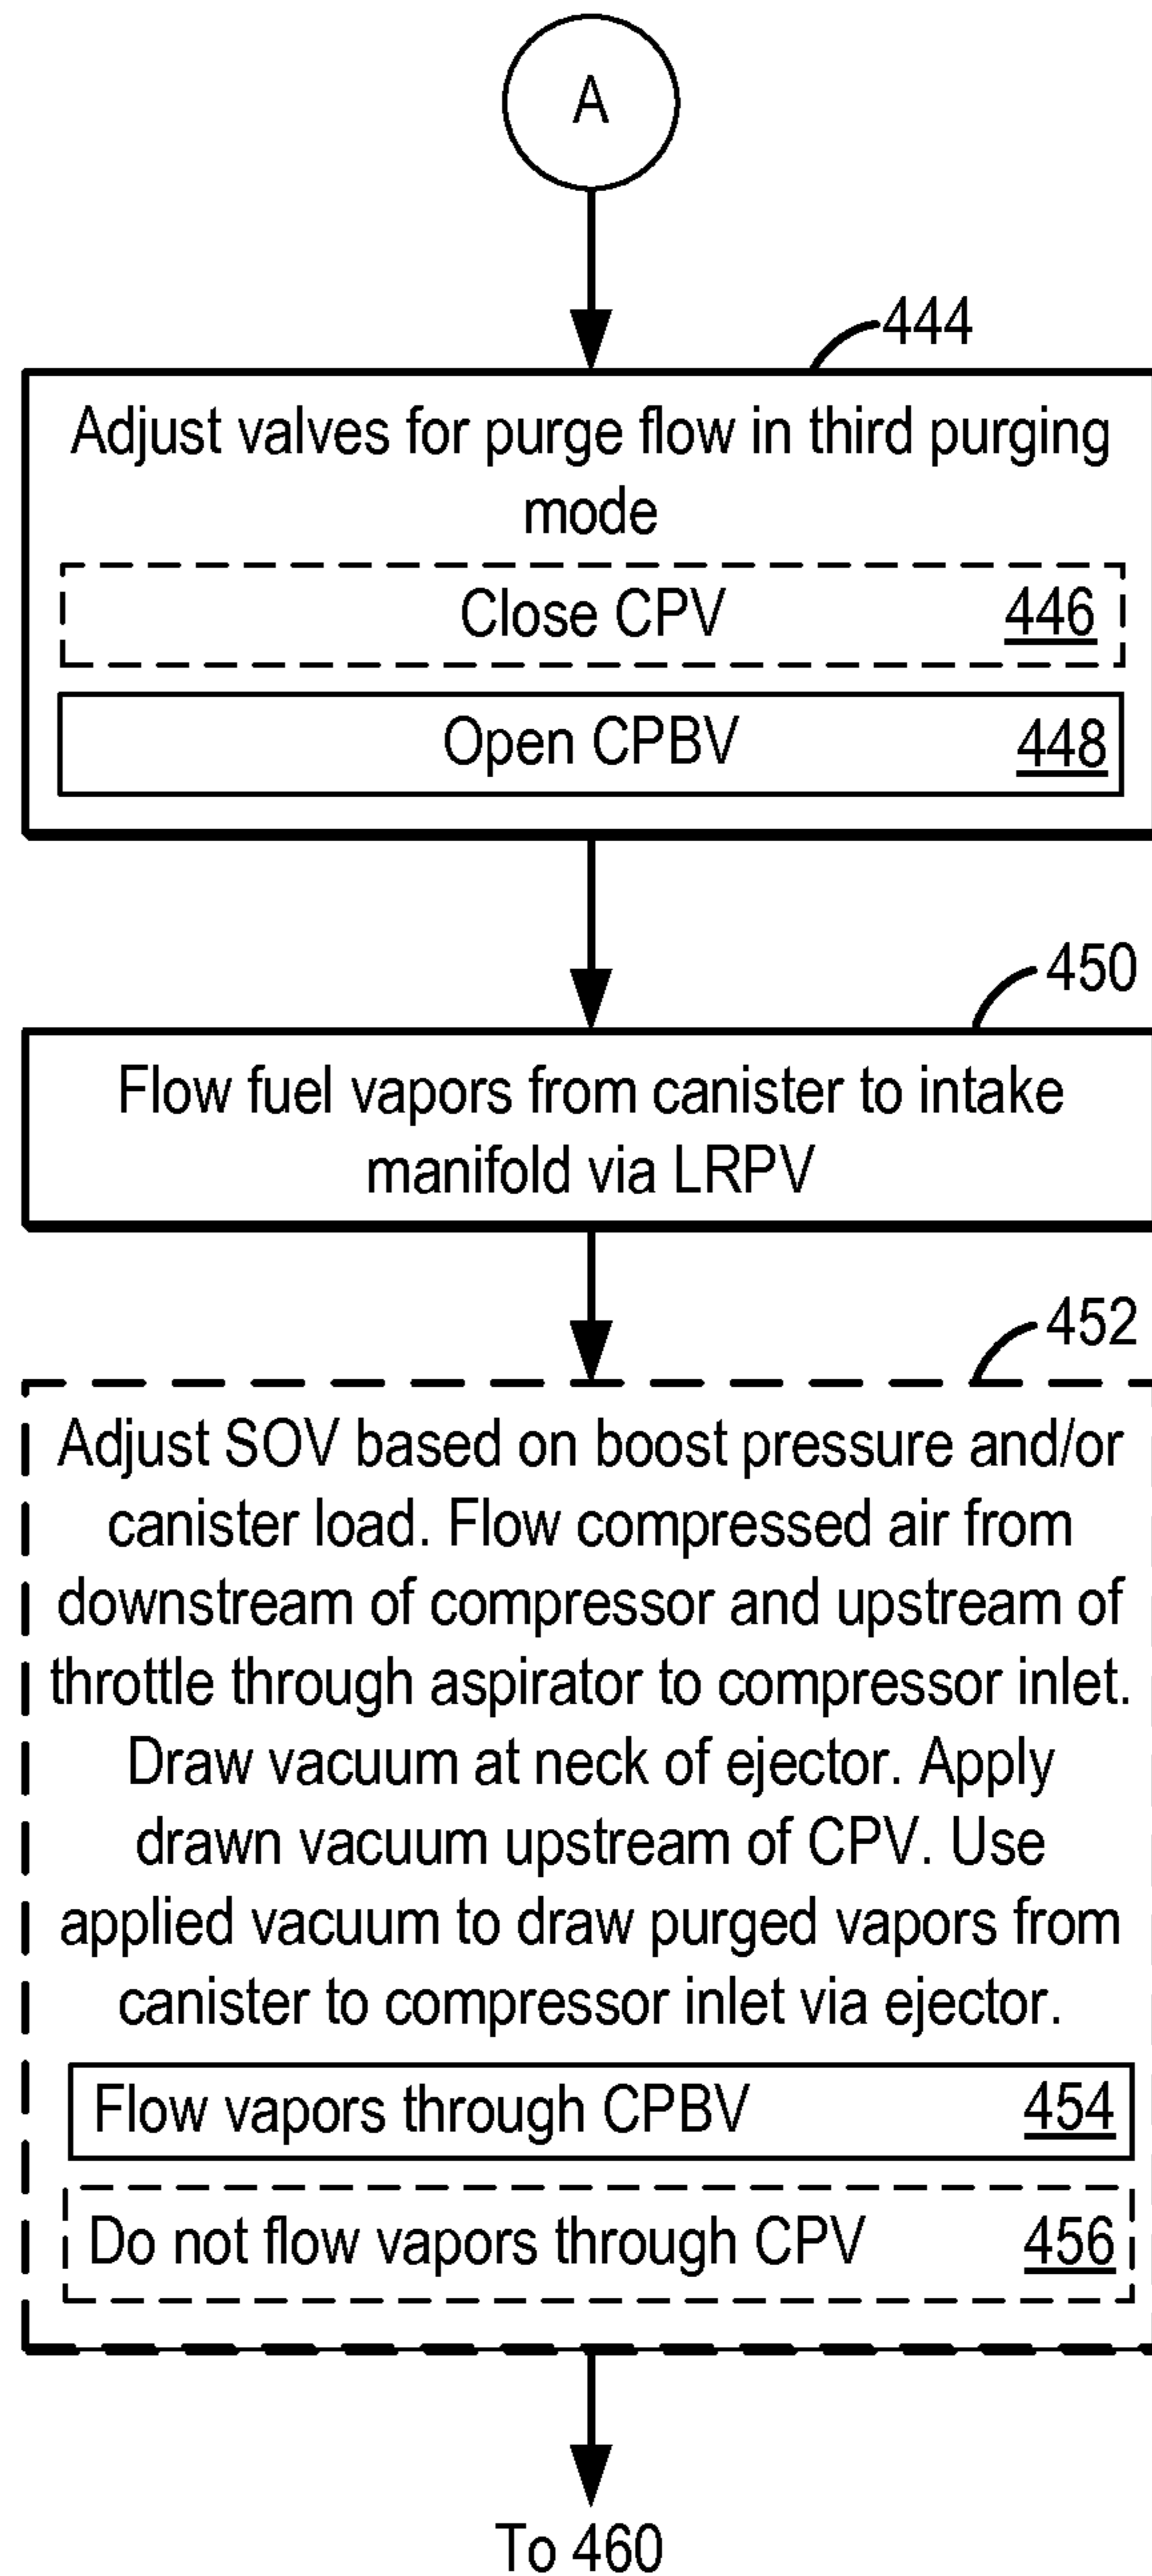 A
444
Adjust valves for purge flow in third purging
mode
Close CPV 446
Open CPBV 448
450
Flow fuel vapors from canister to intake
manifold via LRPV
452
Adjust SOV based on boost pressure and/or
canister load. Flow compressed air from
downstream of compressor and upstream of
throttle through aspirator to compressor inlet.
Draw vacuum at neck of ejector. Apply
drawn vacuum upstream of CPV. Use
applied vacuum to draw purged vapors from
canister to compressor inlet via ejector.
Flow vapors through CPBV 454
Do not flow vapors through CPV 456
To 460